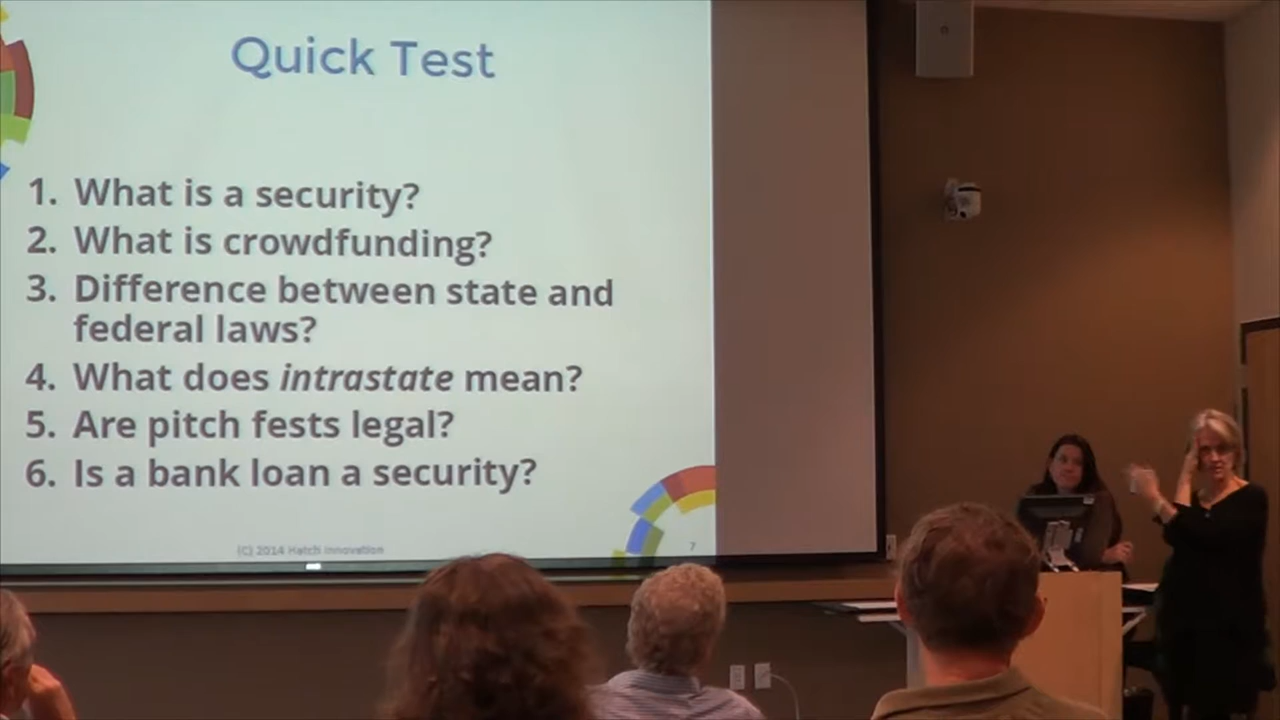 Quick Test
1. What is a security?
2. What is crowdfunding?
3. Difference between state and
federal laws?
4. What does intrastate mean?
5. Are pitch fests legal?
6. Is a bank loan a security?
(C) 2014 Hatch Innovation
7